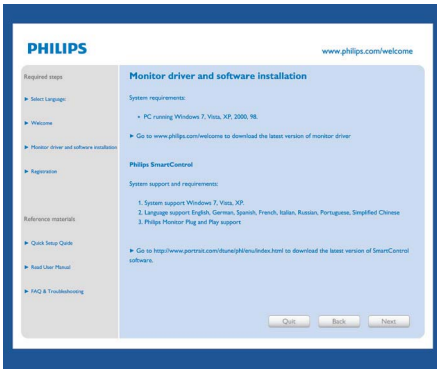 PHILIPS
www.philips.com/welcome
Required steps
► Select Language:
► Welcome
► Monitor driver and software installation
► Registration
Reference materials
► Quick Setup Guide
► Read User Manual
► FAQ & Troubleshooting
Monitor driver and software installation
System requirements:
• PC running Windows 7, Vista, XP, 2000, 98.
► Go to www.philips.com/welcome to download the latest version of monitor driver
Philips SmartControl
System support and requirements:
1. System support Windows 7, Vista, XP.
2. Language support English, German, Spanish, French, Italian, Russian, Portuguese, Simplified Chinese
3. Philips Monitor Plug and Play support
► Go to http://www.portrait.com/dtune/phl/enu/index.html to download the latest version of SmartControl
software.
Quit Back Next